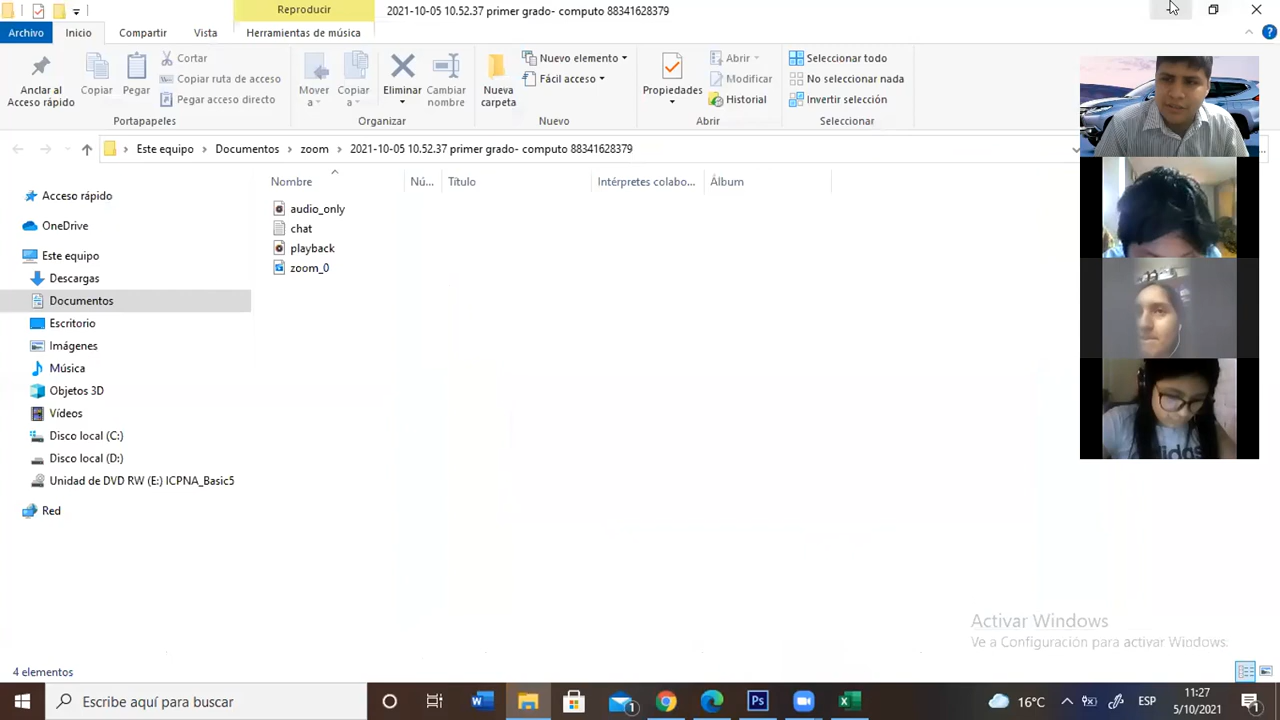 Reproducir
2021-10-05 10.52.37 primer grado- computo 88341628379
Archivo
Inicio
Compartir
Vista
Herramientas de música
Anclar al
Acceso rápido
Copiar
Pegar
Cortar
Copiar ruta de acceso
Pegar acceso directo
Portapapeles
Mover
a
Copiar
a
Eliminar
Cambiar
nombre
Organizar
Nueva
carpeta
Nuevo elemento
Fácil acceso
Nuevo
Propiedades
Abrir
Modificar
Historial
Abrir
Seleccionar todo
No seleccionar nada
Invertir selección
Seleccionar
Este equipo
Documentos
zoom
2021-10-05 10.52.37 primer grado- computo 88341628379
Nombre
Nú...
Título
Intérpretes colabo...
Álbum
audio_only
chat
playback
zoom_0
Acceso rápido
OneDrive
Este equipo
Descargas
Documentos
Escritorio
Imágenes
Música
Objetos 3D
Vídeos
Disco local (C:)
Disco local (D:)
Unidad de DVD RW (E:) ICPNA_Basic5
Red
adidas
Activar Windows
Ve a Configuración para activar Windows.
4 elementos
Escribe aquí para buscar
16°C
ESP
11:27
5/10/2021